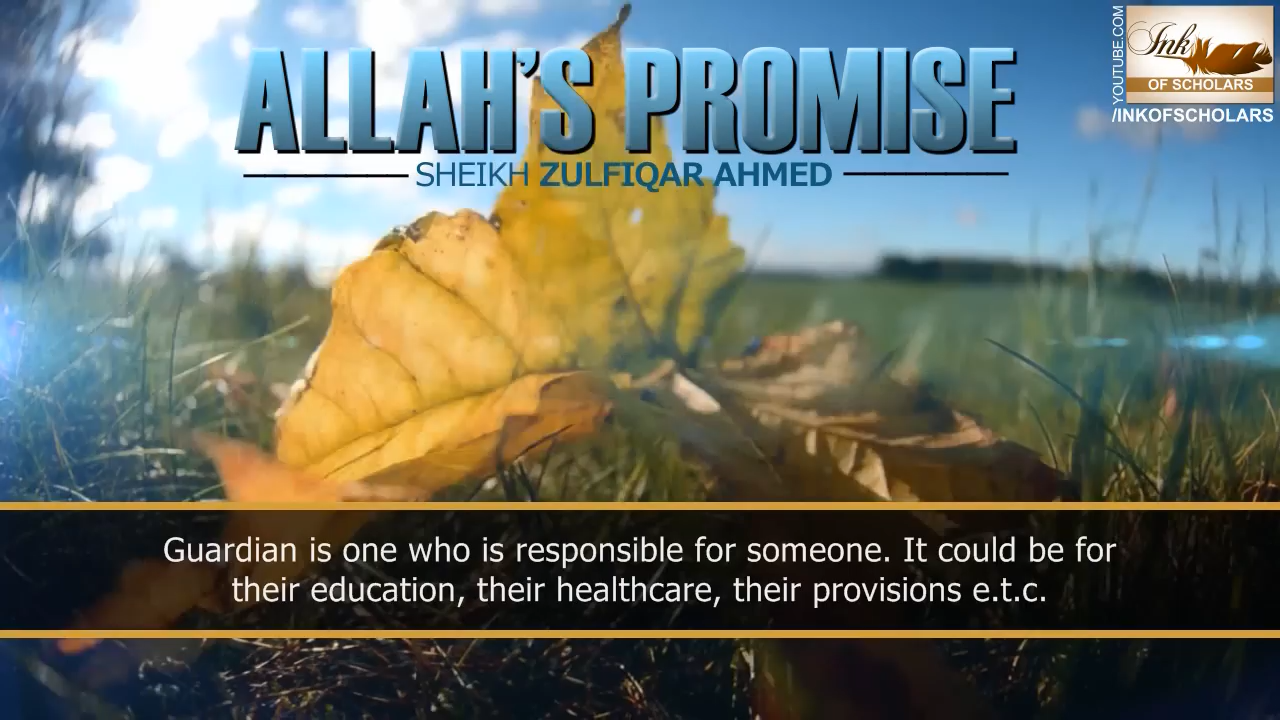 ALLAH'S PROMISE
SHEIKH ZULFIQAR AHMED
YOUTUBE.COM
Ink
OF SCHOLARS
/INKOFSCHOLARS
Guardian is one who is responsible for someone. It could be for
their education, their healthcare, their provisions e.t.c.